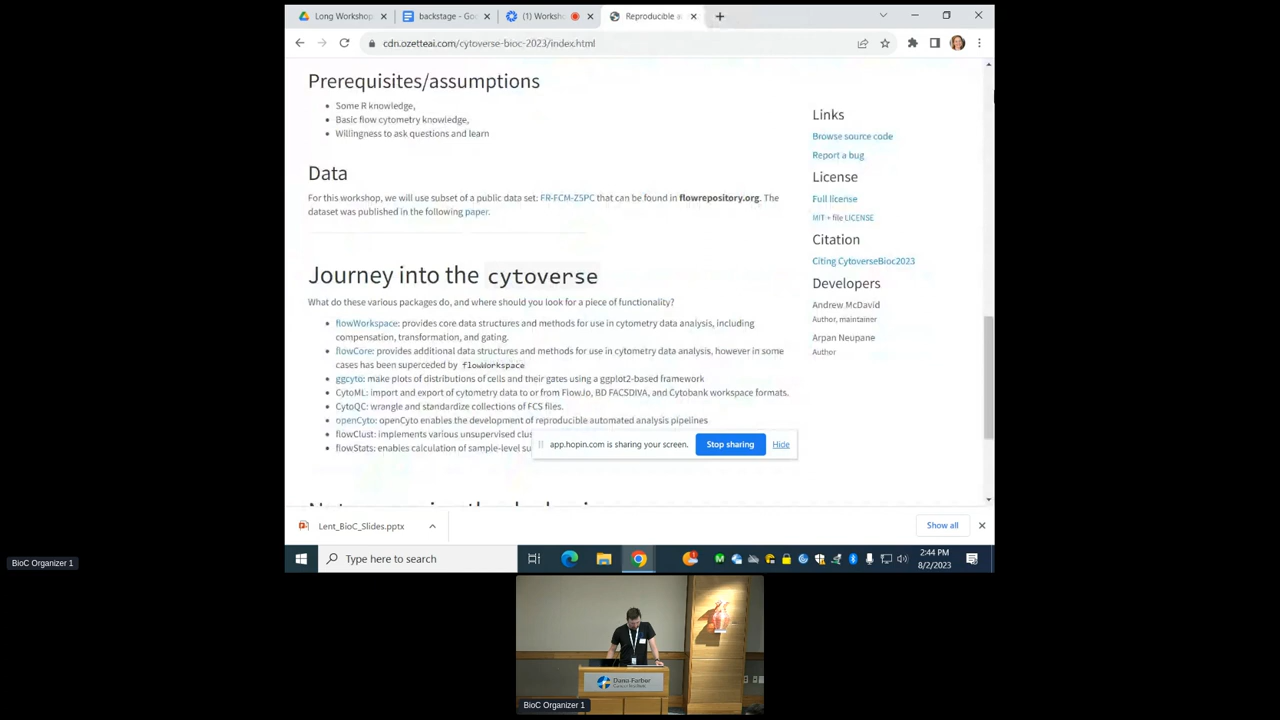 Long Workshop
backstage - Goo
(1) Worksho
Reproducible a
cdn.ozetteai.com/cytoverse-bioc-2023/index.html
Prerequisites/assumptions
Some R knowledge,
Basic flow cytometry knowledge,
Willingness to ask questions and learn
Data
For this workshop, we will use subset of a public data set: FR-FCM-Z5PC that can be found in flowrepository.org. The
dataset was published in the following paper.
Journey into the cytoverse
What do these various packages do, and where should you look for a piece of functionality?
flowWorkspace: provides core data structures and methods for use in cytometry data analysis, including
compensation, transformation, and gating.
flowCore: provides additional data structures and methods for use in cytometry data analysis, however in some
cases has been superceded by flowWorkspace
ggcyto: make plots of distributions of cells and their gates using a ggplot2-based framework
CytoML: import and export of cytometry data to or from FlowJo, BD FACSDIVA, and Cytobank workspace formats.
CytoQC: wrangle and standardize collections of FCS files.
openCyto: openCyto enables the development of reproducible automated analysis pipelines
flowClust: implements various unsupervised clus
flowStats: enables calculation of sample-level su
Links
Browse source code
Report a bug
License
Full license
MIT + file LICENSE
Citation
Citing CytoverseBioc2023
Developers
Andrew McDavid
Author, maintainer
Arpan Neupane
Author
app.hopin.com is sharing your screen.
Stop sharing
Hide
Lent_BioC_Slides.pptx
Show all
Type here to search
2:44 PM
8/2/2023
BioC Organizer 1
Dana Farber
BioC Organizer 1